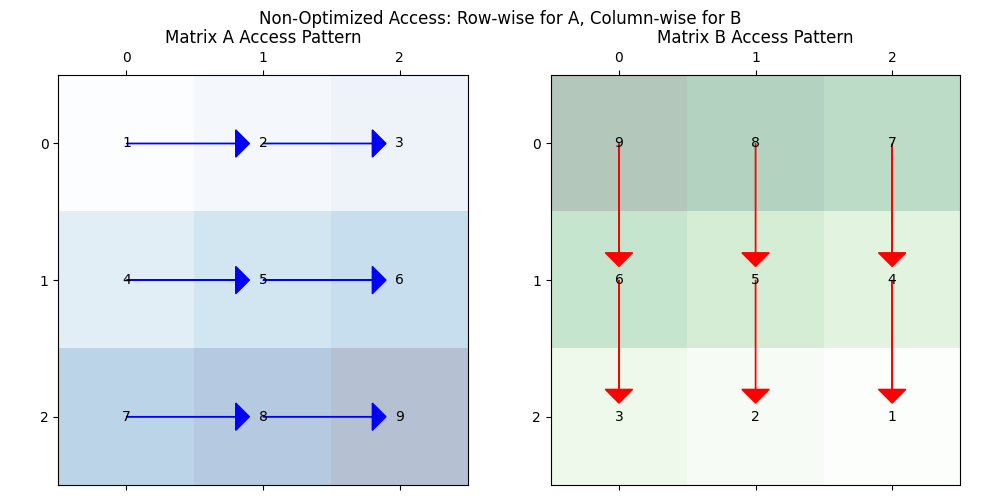 Non-Optimized Access: Row-wise for A, Column-wise for B
Matrix A Access Pattern
0 1 2
0 1 2 3
1 4 5 6
2 7 8 9
Matrix B Access Pattern
0 1 2
0 9 8 7
1 6 5 4
2 3 2 1